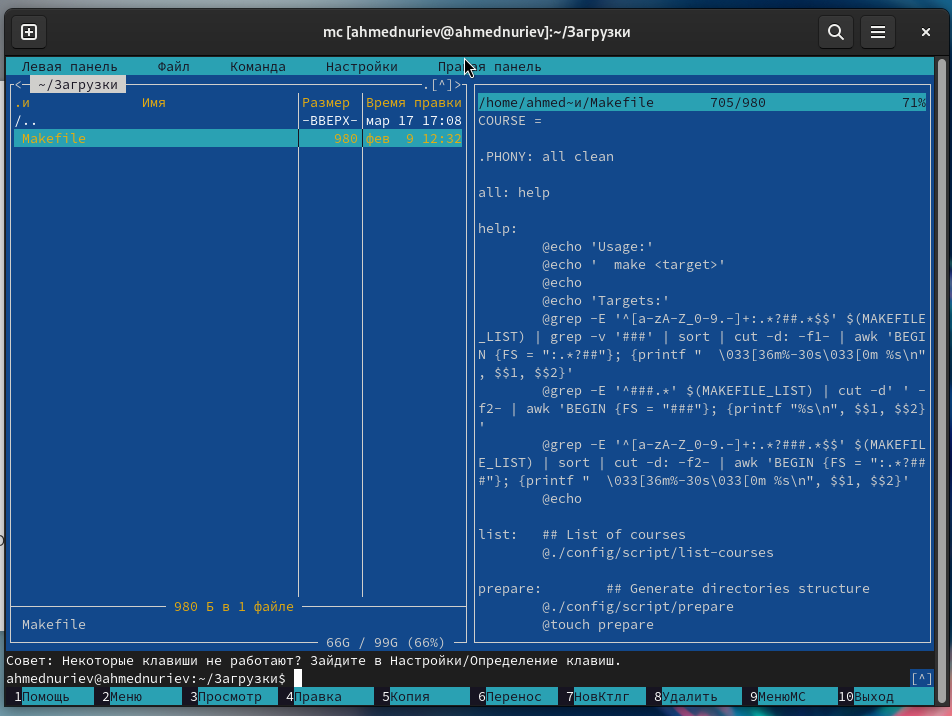 mc [ahmednuriev@ahmednuriev]:~/Загрузки
Левая панель Файл Команда Настройки Правая панель
<— ~/Загрузки .[^]>
.и Имя Размер Время правки
/.. -ВВЕРХ- мар 17 17:08
Makefile 980 фев 9 12:32
980 Б в 1 файле
Makefile
66G / 99G (66%)
/home/ahmed~и/Makefile 705/980 71%
COURSE =
.PHONY: all clean
all: help
help:
@echo 'Usage:'
@echo '  make <target>'
@echo
@echo 'Targets:'
@grep -E '^[a-zA-Z_0-9.-]+:.*?##.*$$' $(MAKEFILE
_LIST) | grep -v '###' | sort | cut -d: -f1- | awk 'BEGI
N {FS = ":.*?##"}; {printf "  \033[36m%-30s\033[0m %s\n"
, $$1, $$2}'
@grep -E '^###.*' $(MAKEFILE_LIST) | cut -d' ' -
f2- | awk 'BEGIN {FS = "###"}; {printf "%s\n", $$1, $$2}
'
@grep -E '^[a-zA-Z_0-9.-]+:.*?###.*$$' $(MAKEFIL
E_LIST) | sort | cut -d: -f2- | awk 'BEGIN {FS = ":.*?##
#"}; {printf "  \033[36m%-30s\033[0m %s\n", $$1, $$2}'
@echo
list:   ## List of courses
@./config/script/list-courses
prepare:        ## Generate directories structure
@./config/script/prepare
@touch prepare
Совет: Некоторые клавиши не работают? Зайдите в Настройки/Определение клавиш.
ahmednuriev@ahmednuriev:~/Загрузки$ [^]
1Помощь 2Меню 3Просмотр 4Правка 5Копия 6Перенос 7НовКтлг 8Удалить 9МенюМС 10Выход